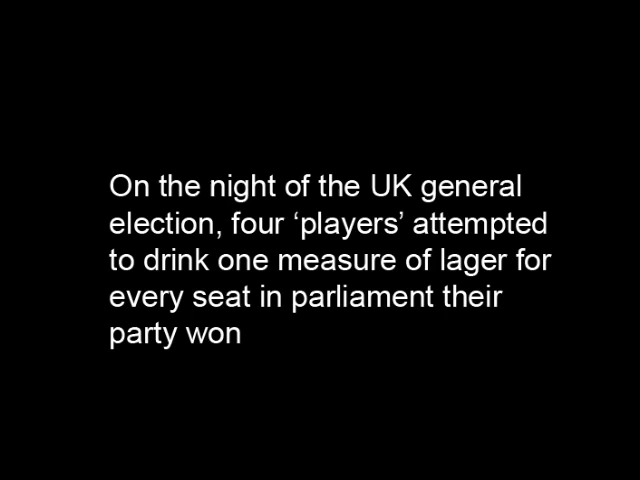 On the night of the UK general
election, four ‘players’ attempted
to drink one measure of lager for
every seat in parliament their
party won